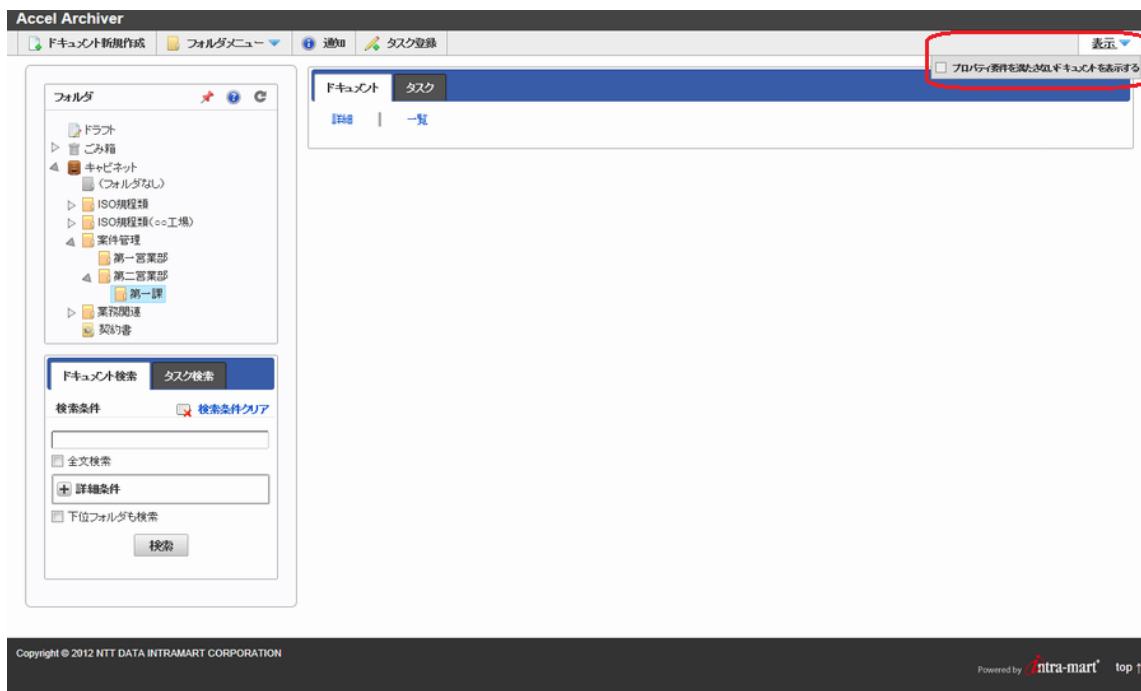 Accel Archiver
ドキュメント新規作成 フォルダメニュー 通知 タスク登録 表示
プロパティ要件を満たさないドキュメントを表示する
フォルダ
ドラフト
ごみ箱
キャビネット
(フォルダなし)
ISO規程類
ISO規程類(○○工場)
案件管理
第一営業部
第二営業部
第一課
業務関連
契約書
ドキュメント タスク
詳細 | 一覧
ドキュメント検索 タスク検索
検索条件 検索条件クリア
全文検索
詳細条件
下位フォルダも検索
検索
Copyright © 2012 NTT DATA INTRAMART CORPORATION
Powered by intra-mart top ↑